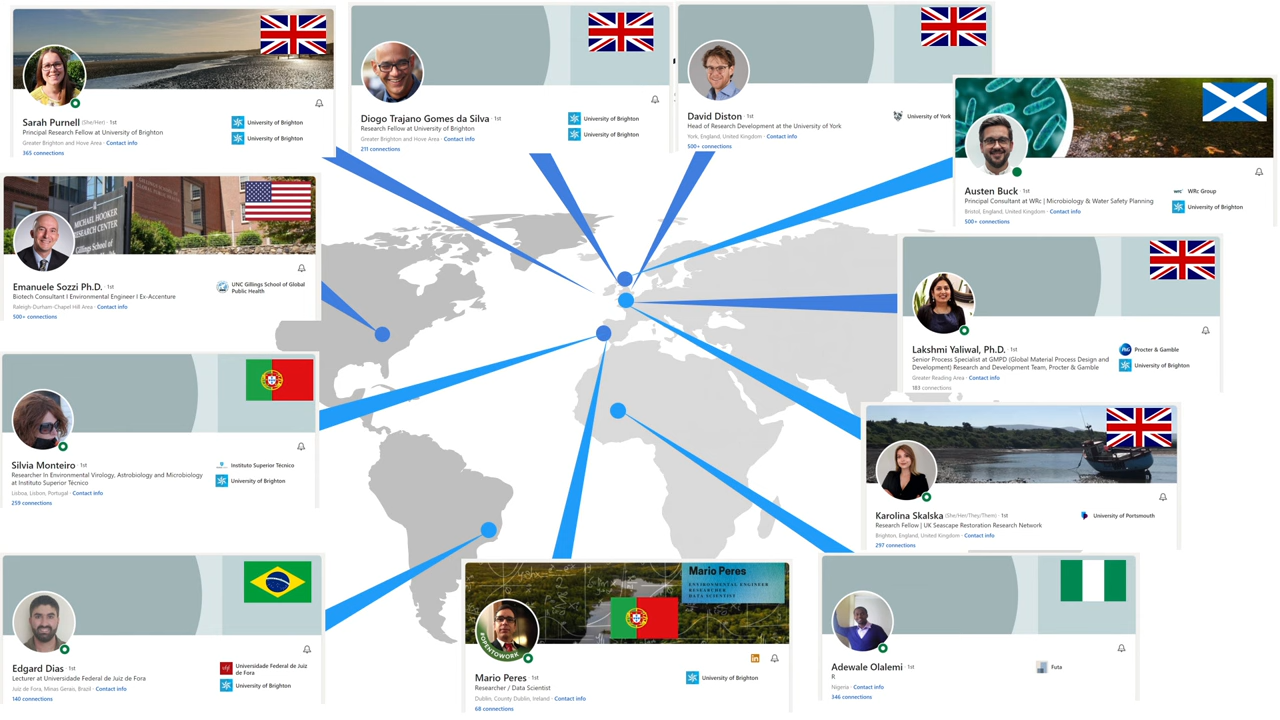 Sarah Purnell (She/Her) · 1st
Principal Research Fellow at University of Brighton
Greater Brighton and Hove Area · Contact info
365 connections
University of Brighton
University of Brighton
Diogo Trajano Gomes da Silva · 1st
Research Fellow at University of Brighton
Greater Brighton and Hove Area · Contact info
211 connections
University of Brighton
University of Brighton
David Diston · 1st
Head of Research Development at the University of York
York, England, United Kingdom · Contact info
500+ connections
University of York
Austen Buck · 1st
Principal Consultant at WRc | Microbiology & Water Safety Planning
Bristol, England, United Kingdom · Contact info
500+ connections
WRc Group
University of Brighton
MICHAEL HOOKER
RESEARCH CENTER
Gillings School of
Emanuele Sozzi Ph.D. · 1st
Biotech Consultant I Environmental Engineer I Ex-Accenture
Raleigh-Durham-Chapel Hill Area · Contact info
500+ connections
UNC Gillings School of Global
Public Health
Lakshmi Yaliwal, Ph.D. · 1st
Senior Process Specialist at GMPD (Global Material Process Design and
Development) Research and Development Team, Procter & Gamble
Greater Reading Area · Contact info
183 connections
P&G
Procter & Gamble
University of Brighton
Silvia Monteiro · 1st
Researcher In Environmental Virology, Astrobiology and Microbiology
at Instituto Superior Técnico
Lisboa, Lisbon, Portugal · Contact info
259 connections
Instituto Superior Técnico
University of Brighton
Karolina Skalska (She/Her/They/Them) · 1st
Research Fellow | UK Seascape Restoration Research Network
Brighton, England, United Kingdom · Contact info
297 connections
University of Portsmouth
Edgard Dias · 1st
Lecturer at Universidade Federal de Juiz de Fora
Juiz de Fora, Minas Gerais, Brazil · Contact info
140 connections
Universidade Federal de Juiz
de Fora
University of Brighton
Mario Peres
ENVIRONMENTAL ENGINEER
RESEARCHER
DATA SCIENTIST
#OPENTOWORK
Mario Peres · 1st
Researcher / Data Scientist
Dublin, County Dublin, Ireland · Contact info
68 connections
in
University of Brighton
Adewale Olalemi · 1st
R
Nigeria · Contact info
346 connections
Futa